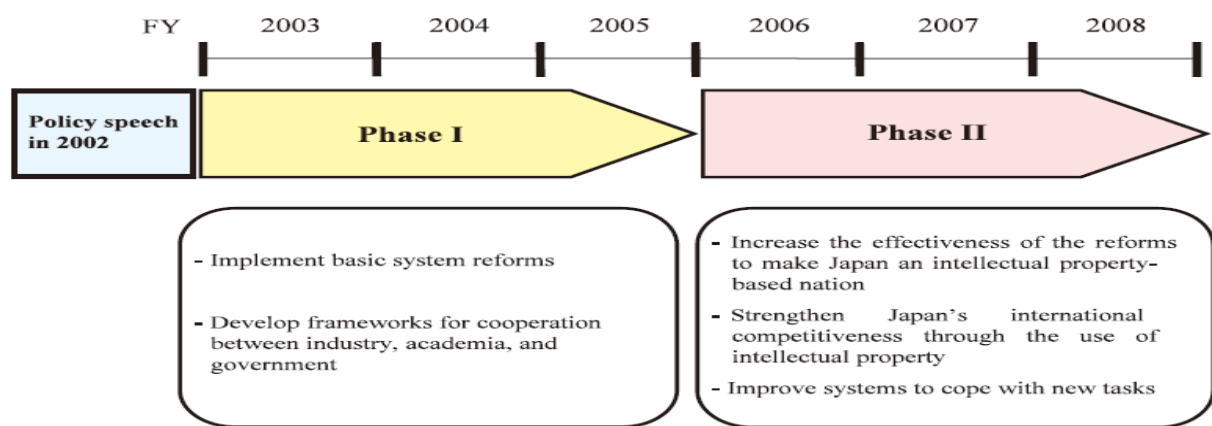 FY 2003 2004 2005 2006 2007 2008
Policy speech
in 2002
Phase I
Phase II
- Implement basic system reforms
- Develop frameworks for cooperation
between industry, academia, and
government
- Increase the effectiveness of the reforms
to make Japan an intellectual property-
based nation
- Strengthen Japan's international
competitiveness through the use of
intellectual property
- Improve systems to cope with new tasks